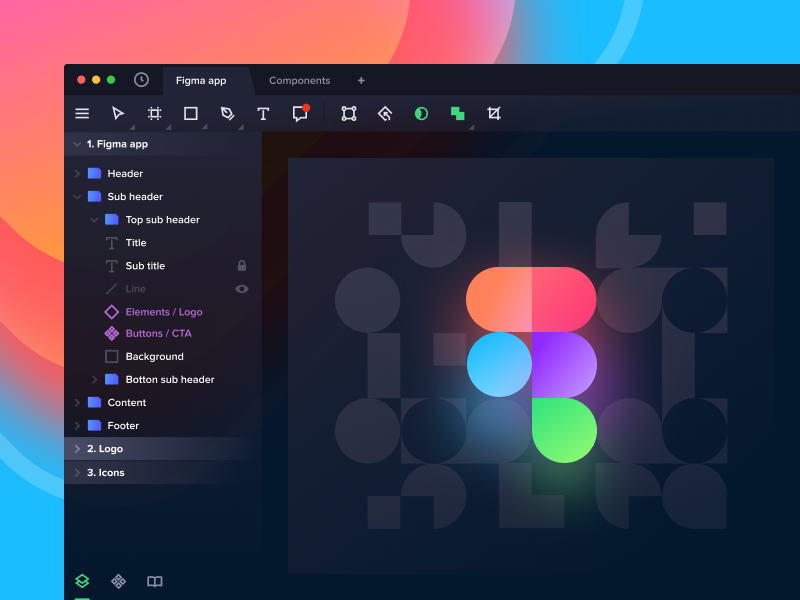 Figma app
Components
1. Figma app
Header
Sub header
Top sub header
Title
Sub title
Line
Elements / Logo
Buttons / CTA
Background
Botton sub header
Content
Footer
2. Logo
3. Icons